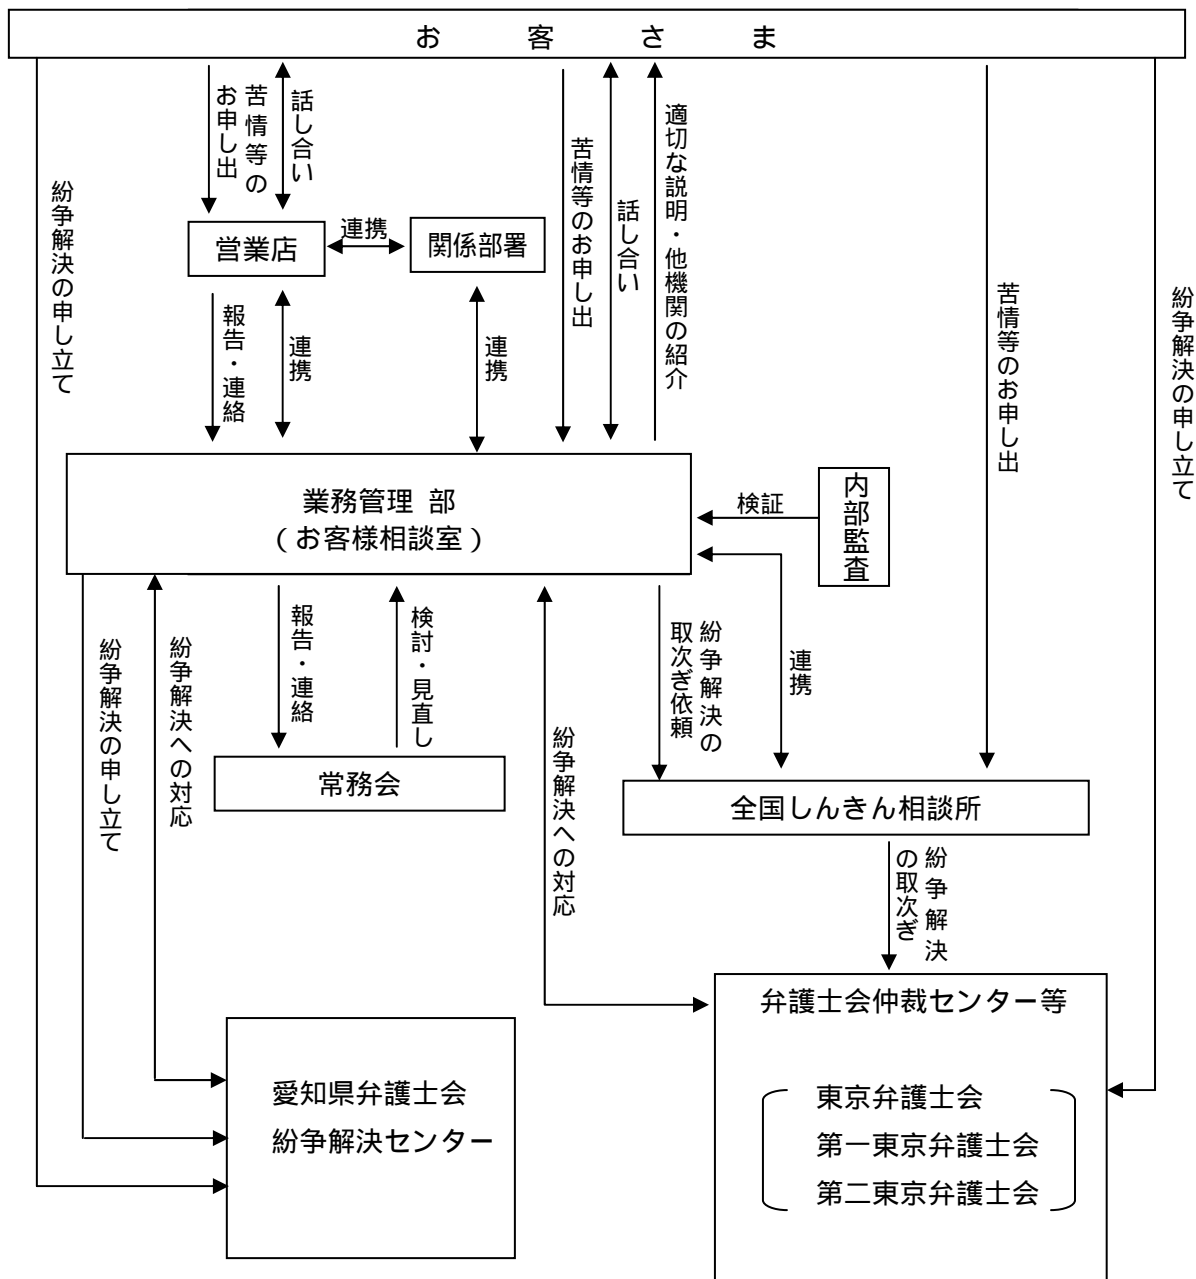 お客さま
苦情等の
お申し出
話し合い
苦情等のお申し出
話し合い
適切な説明・他機関の紹介
苦情等のお申し出
紛争解決の申し立て
紛争解決の申し立て
営業店
連携
関係部署
報告・連絡
連携
連携
業務管理 部
(お客様相談室)
検証
内部監査
紛争解決の申し立て
紛争解決への対応
報告・連絡
検討・見直し
紛争解決への対応
紛争解決の
取次ぎ依頼
連携
常務会
全国しんきん相談所
紛争解決
の取次ぎ
愛知県弁護士会
紛争解決センター
弁護士会仲裁センター等
東京弁護士会
第一東京弁護士会
第二東京弁護士会